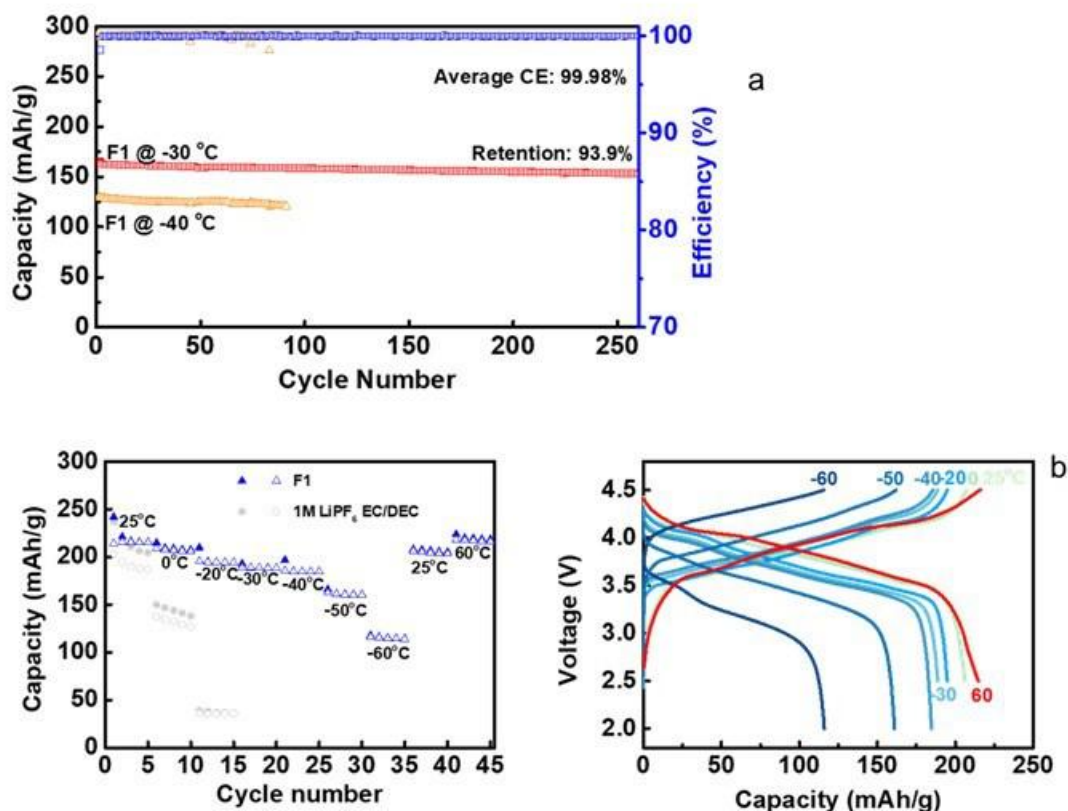 300
250
200
150
100
50
0
Capacity (mAh/g)
100
90
80
70
Efficiency (%)
Average CE: 99.98%
F1 @ -30 °C
Retention: 93.9%
F1 @ -40 °C
0 50 100 150 200 250
Cycle Number
a
300
250
200
150
100
50
0
Capacity (mAh/g)
F1
1M LiPF6 EC/DEC
25°C
0°C
-20°C
-30°C
-40°C
-50°C
-60°C
25°C
60°C
0 5 10 15 20 25 30 35 40 45
Cycle number
b
4.5
4.0
3.5
3.0
2.5
2.0
Voltage (V)
-60 -50 -40 -20 0 25°C
-30 60
0 50 100 150 200 250
Capacity (mAh/g)